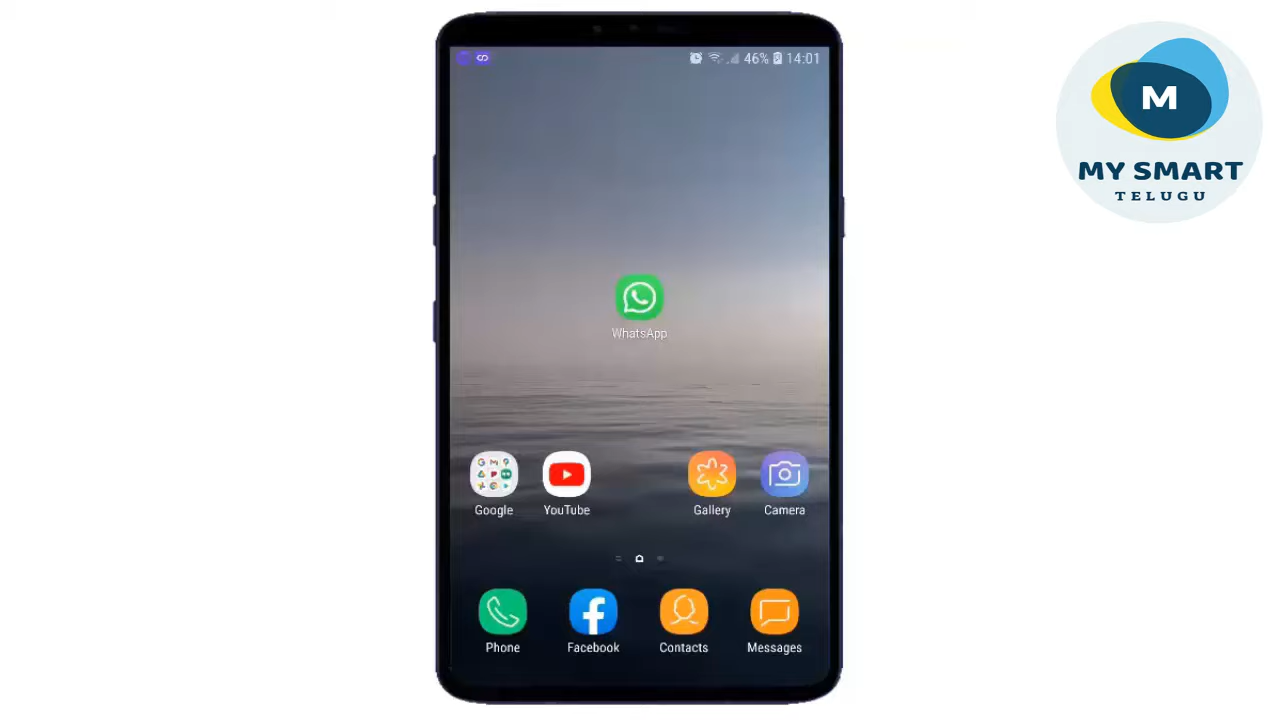 46% 14:01
M
MY SMART
TELUGU
WhatsApp
Google YouTube Gallery Camera
Phone Facebook Contacts Messages